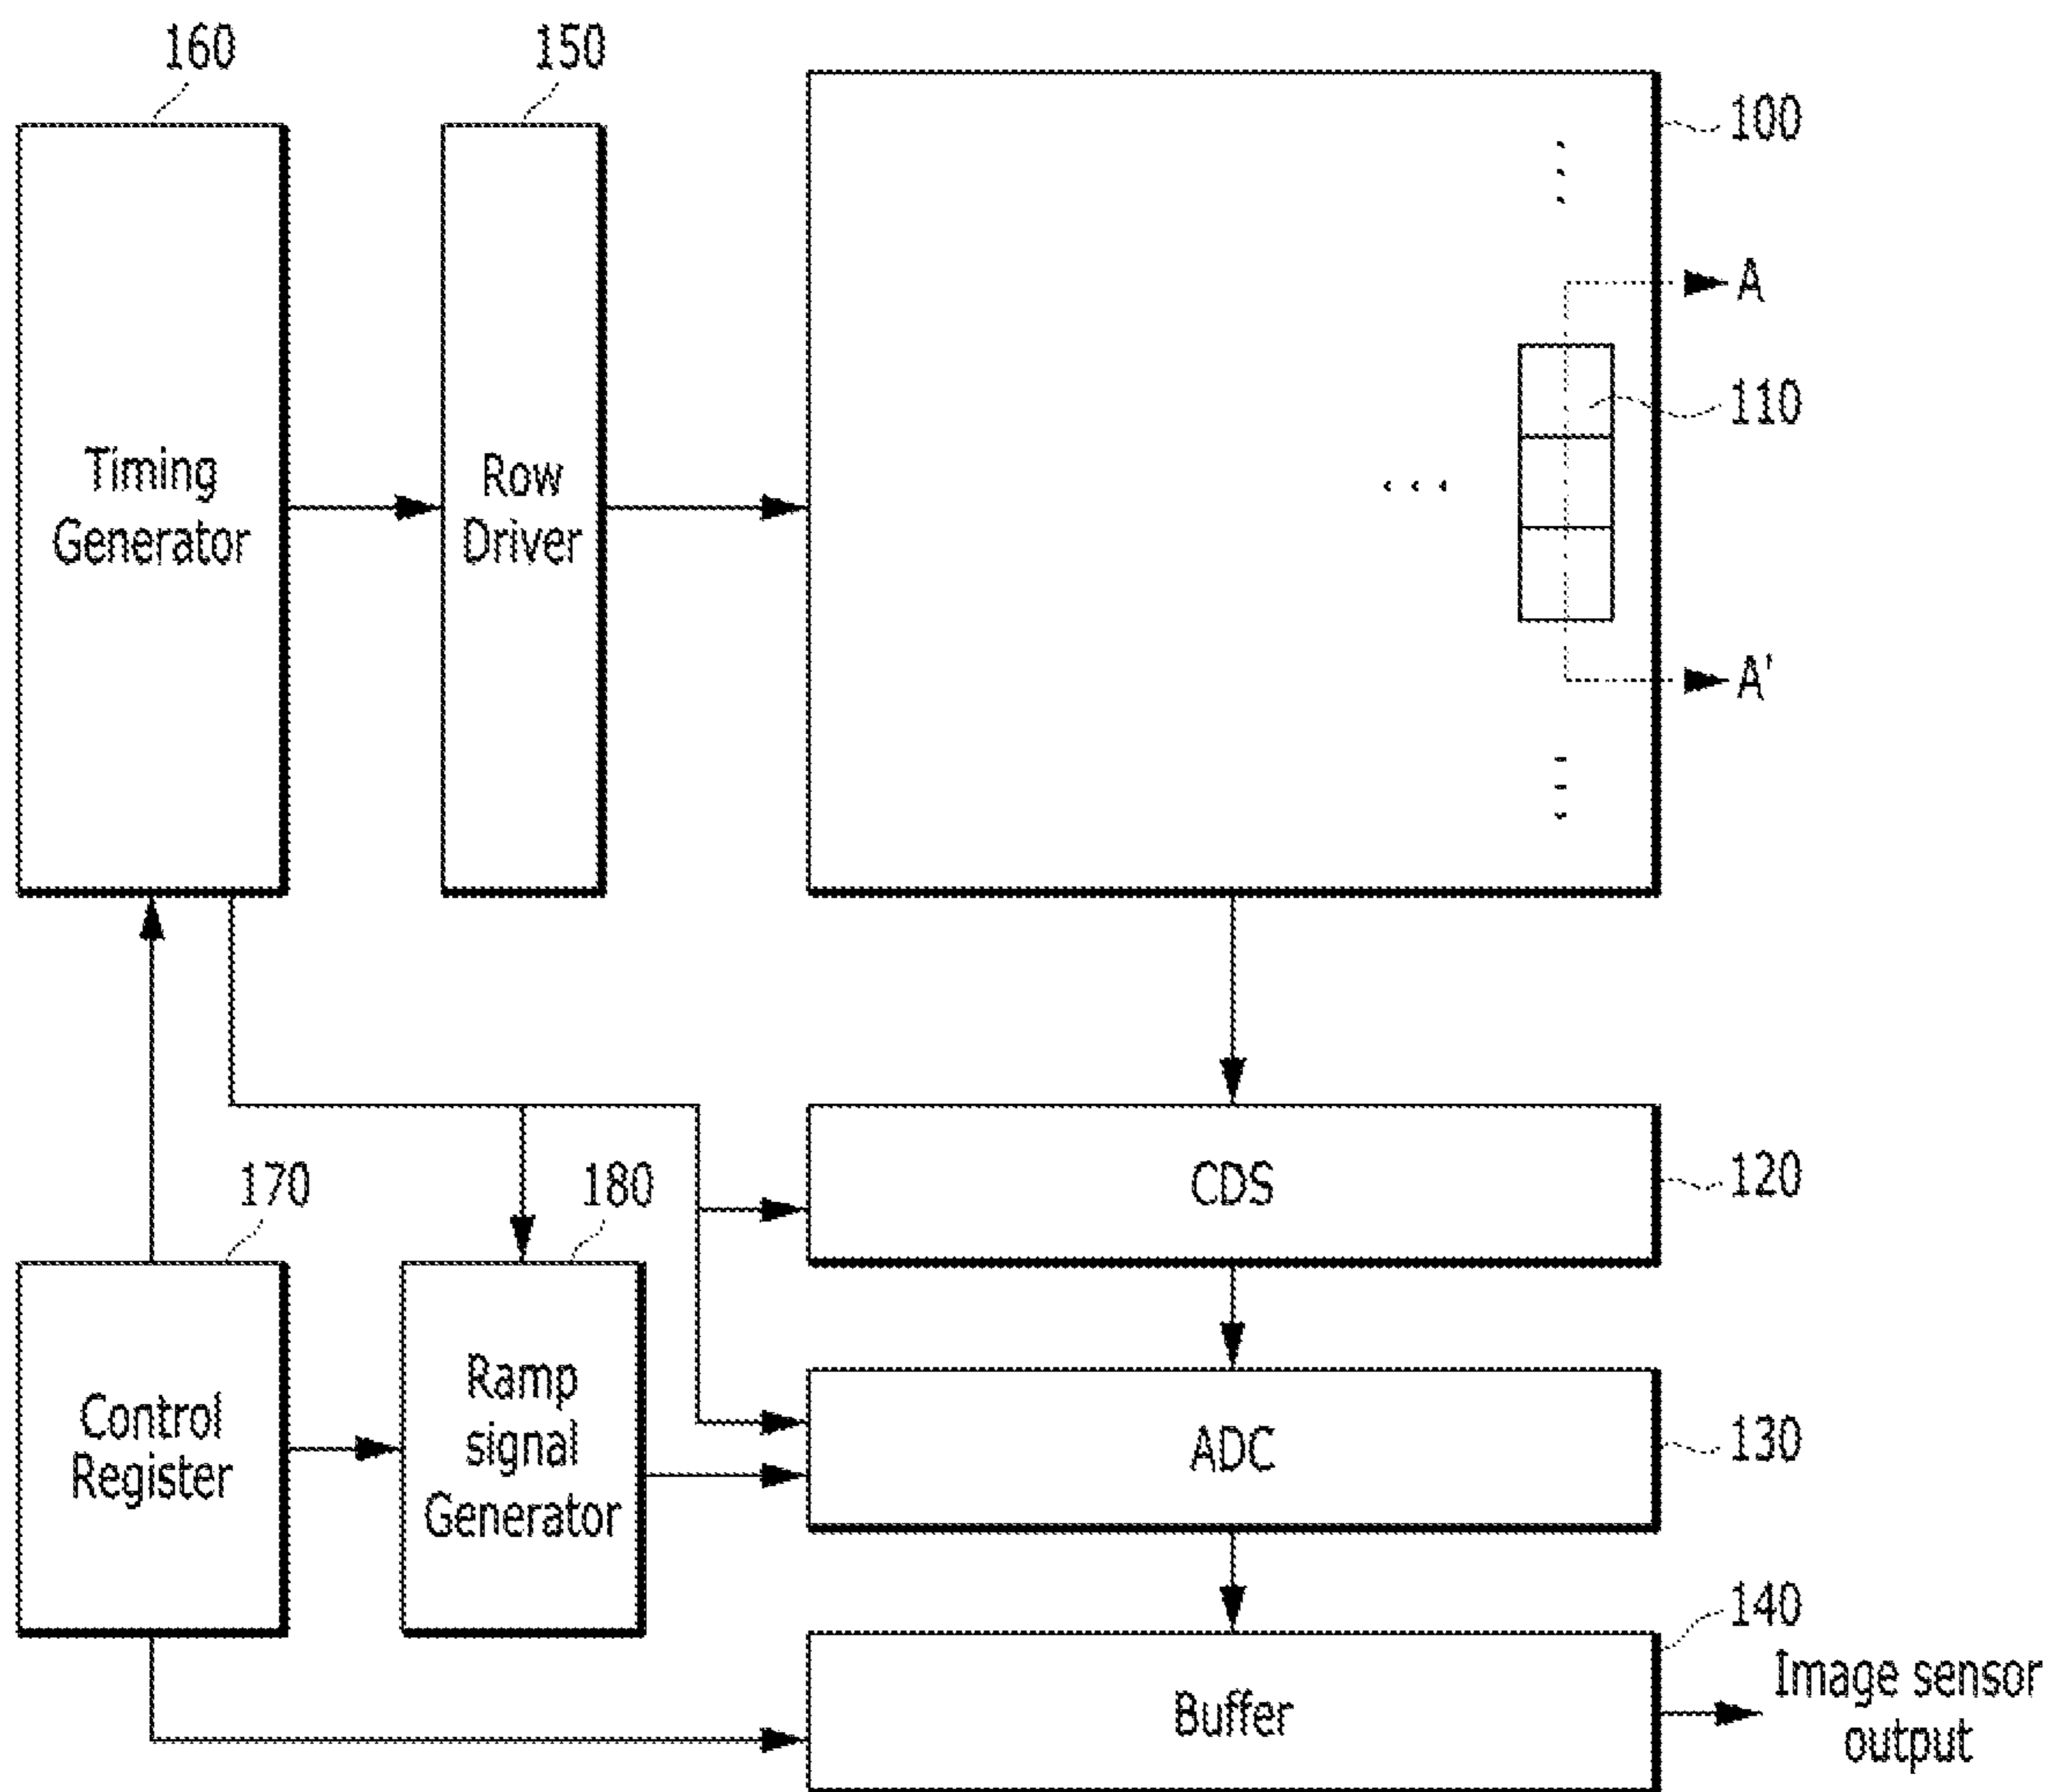 160
150
100
A
110
Timing
Generator
Row
Driver
A'
170
180
CDS
120
Control
Register
Ramp
signal
Generator
ADC
130
140
Buffer
Image sensor
output